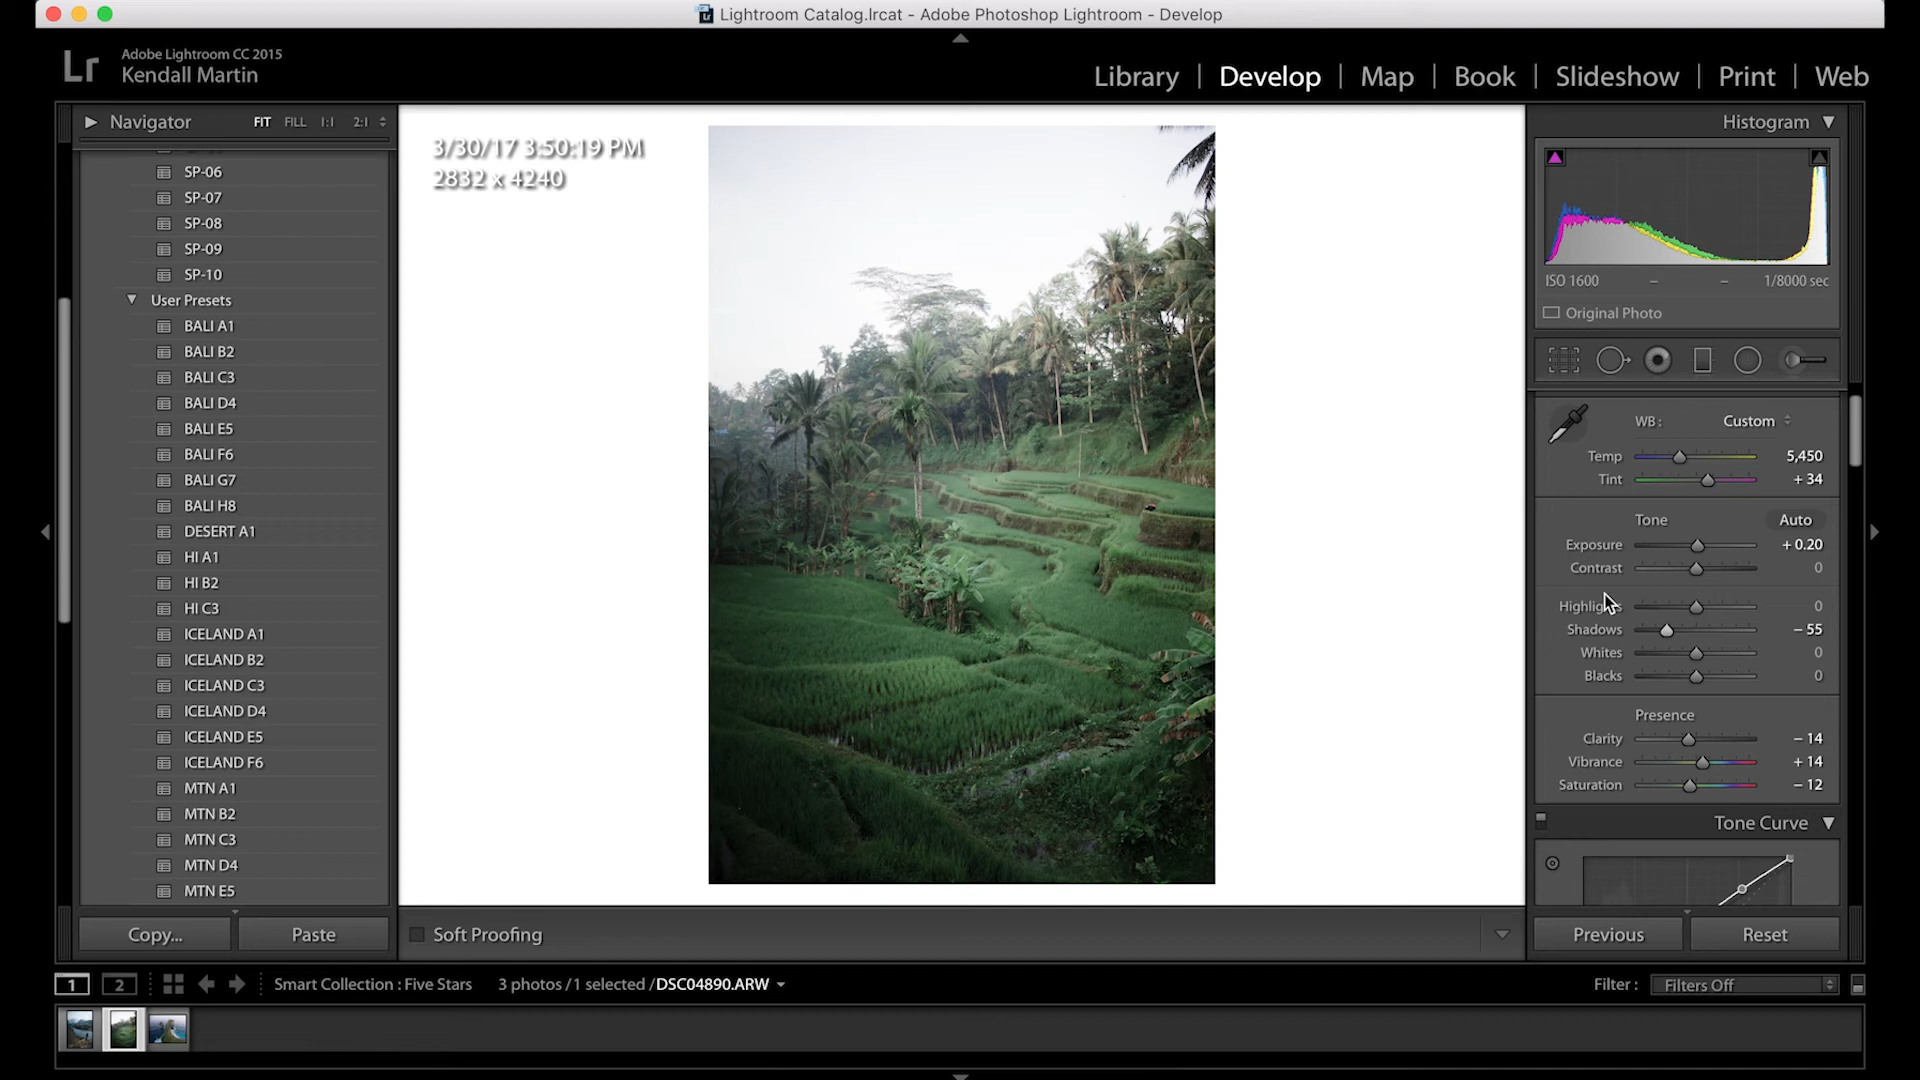 Lightroom Catalog.lrcat - Adobe Photoshop Lightroom - Develop
Lr
Adobe Lightroom CC 2015
Kendall Martin
Library | Develop | Map | Book | Slideshow | Print | Web
Navigator FIT FILL 1:1 2:1
SP-06
SP-07
SP-08
SP-09
SP-10
User Presets
BALI A1
BALI B2
BALI C3
BALI D4
BALI E5
BALI F6
BALI G7
BALI H8
DESERT A1
HI A1
HI B2
HI C3
ICELAND A1
ICELAND B2
ICELAND C3
ICELAND D4
ICELAND E5
ICELAND F6
MTN A1
MTN B2
MTN C3
MTN D4
MTN E5
Copy... Paste
3/30/17 3:50:19 PM
2832 x 4240
Soft Proofing
Histogram
ISO 1600 – – 1/8000 sec
Original Photo
WB: Custom
Temp 5,450
Tint + 34
Tone Auto
Exposure + 0.20
Contrast 0
Highlights 0
Shadows – 55
Whites 0
Blacks 0
Presence
Clarity – 14
Vibrance + 14
Saturation – 12
Tone Curve
Previous Reset
1 2 Smart Collection : Five Stars 3 photos / 1 selected / DSC04890.ARW Filter : Filters Off